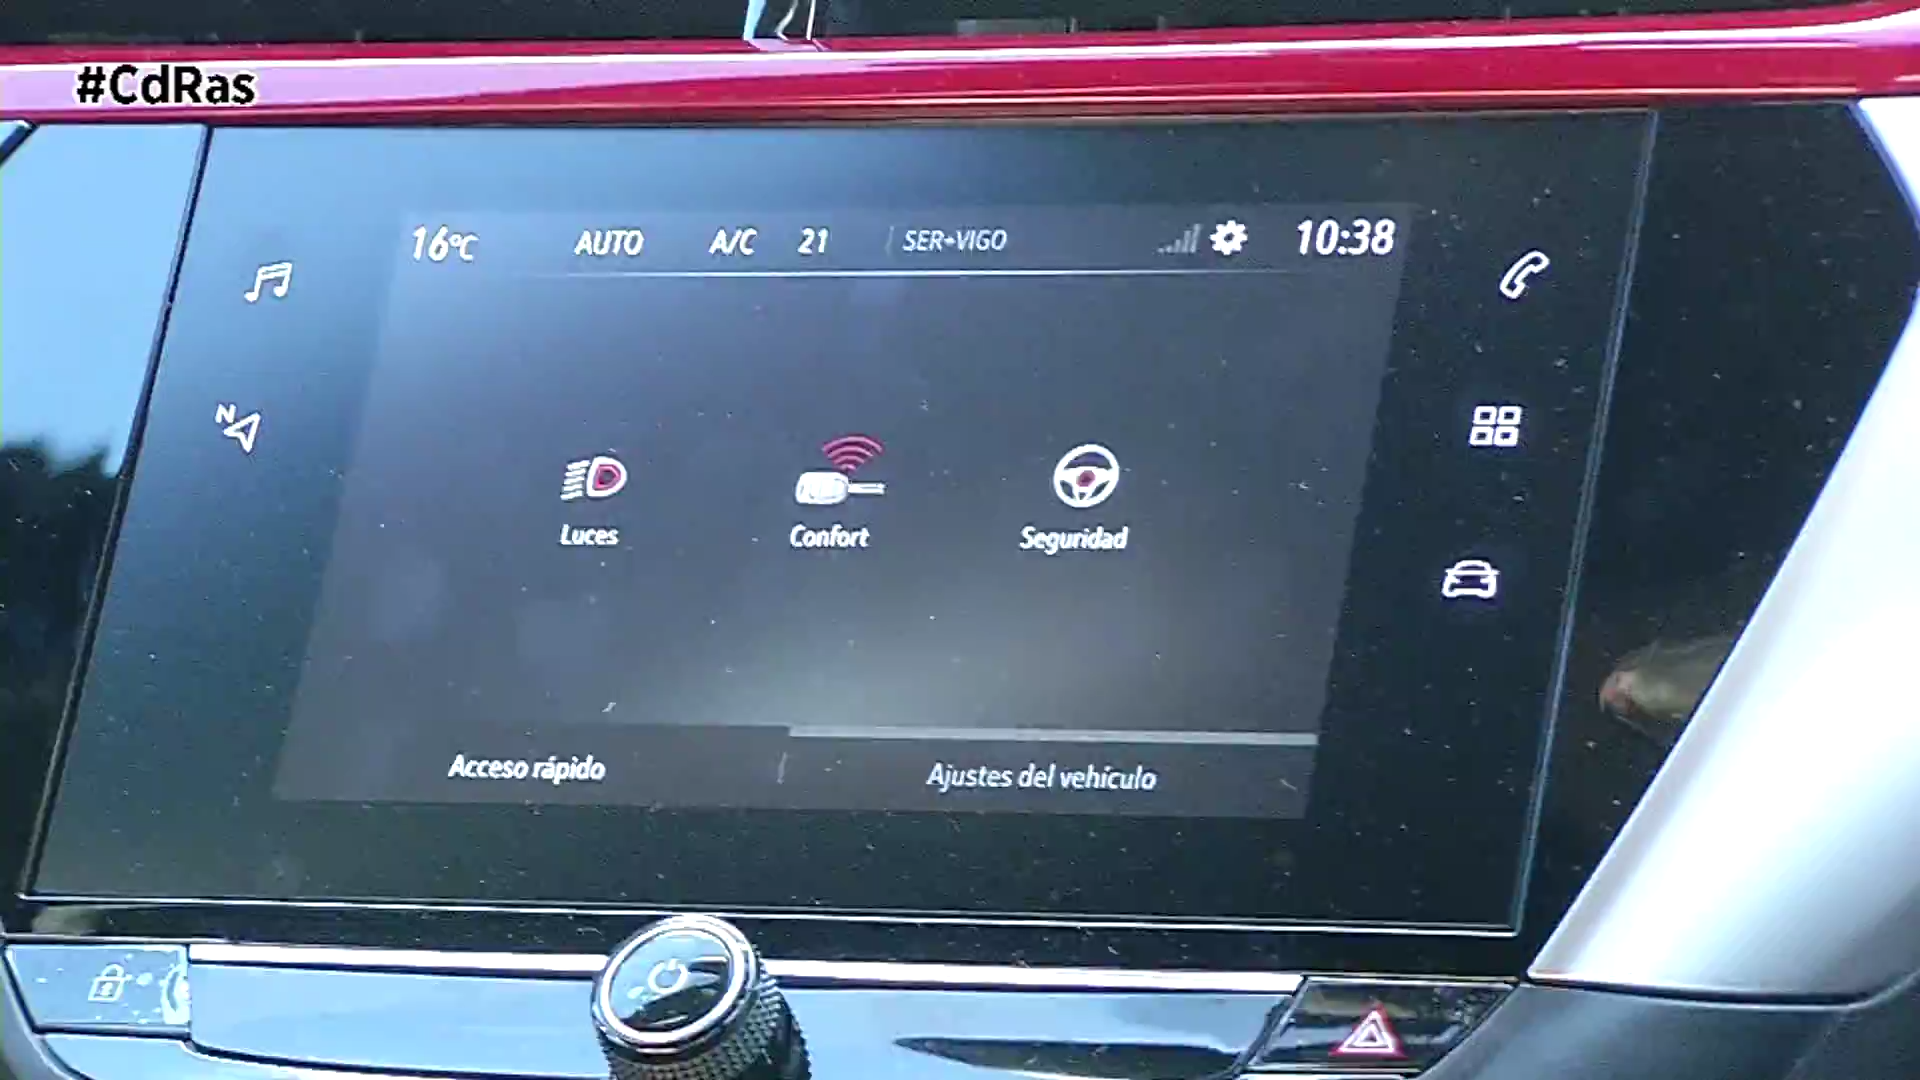 #CdRas
16°C AUTO A/C 21 SER+VIGO 10:38
N
Luces Confort Seguridad
Acceso rápido Ajustes del vehículo